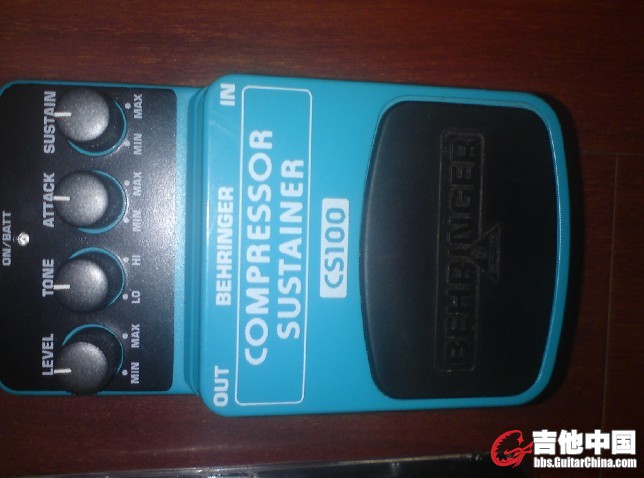 ON/BATT
LEVEL
MIN
MAX
TONE
LO
HI
ATTACK
MIN
MAX
SUSTAIN
MIN
MAX
OUT
IN
BEHRINGER
COMPRESSOR
SUSTAINER
CS100
BEHRINGER
吉他中国
bbs.GuitarChina.com